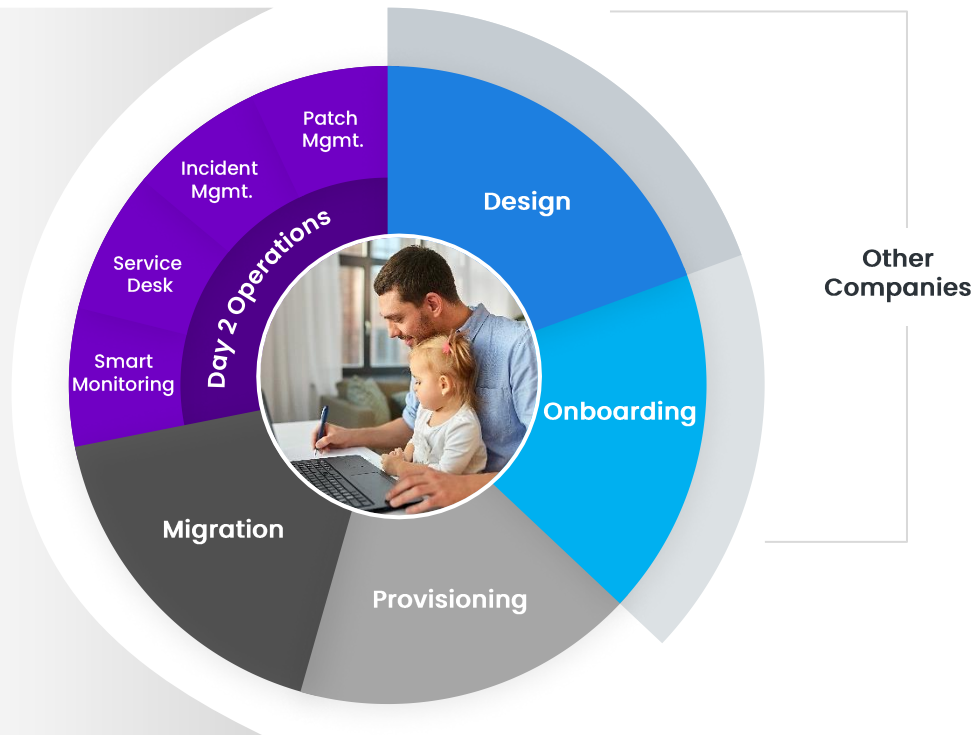 Patch
Mgmt.
Incident
Mgmt.
Service
Desk
Smart
Monitoring
Day 2 Operations
Design
Onboarding
Provisioning
Migration
Other
Companies